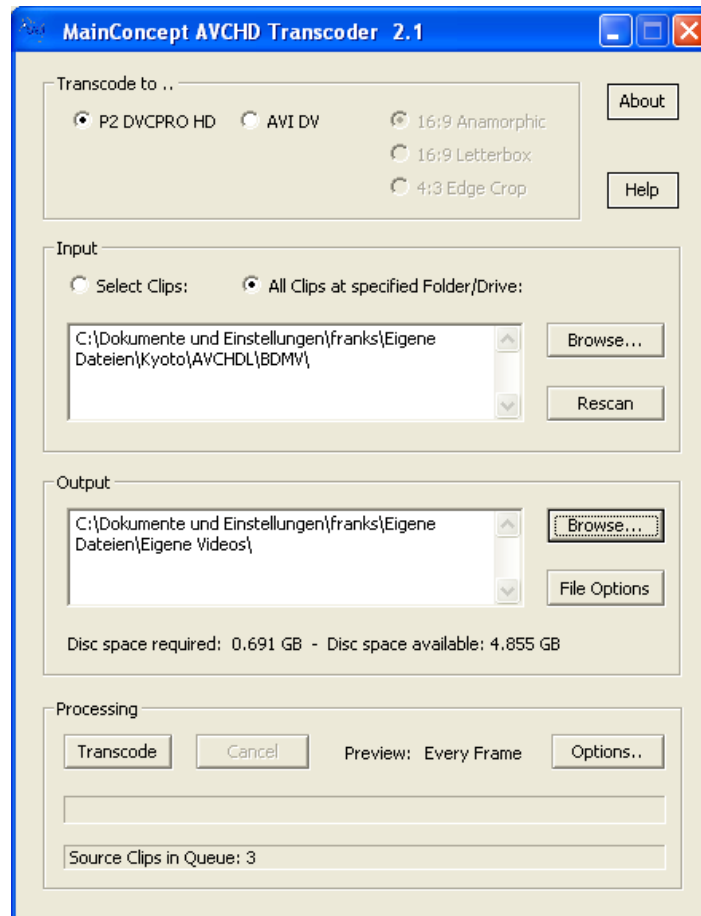 MainConcept AVCHD Transcoder 2.1
Transcode to ..
P2 DVCPRO HD
AVI DV
16:9 Anamorphic
16:9 Letterbox
4:3 Edge Crop
About
Help
Input
Select Clips:
All Clips at specified Folder/Drive:
C:\Dokumente und Einstellungen\franks\Eigene
Dateien\Kyoto\AVCHDL\BDMV\
Browse...
Rescan
Output
C:\Dokumente und Einstellungen\franks\Eigene
Dateien\Eigene Videos\
Browse...
File Options
Disc space required: 0.691 GB - Disc space available: 4.855 GB
Processing
Transcode
Cancel
Preview: Every Frame
Options..
Source Clips in Queue: 3